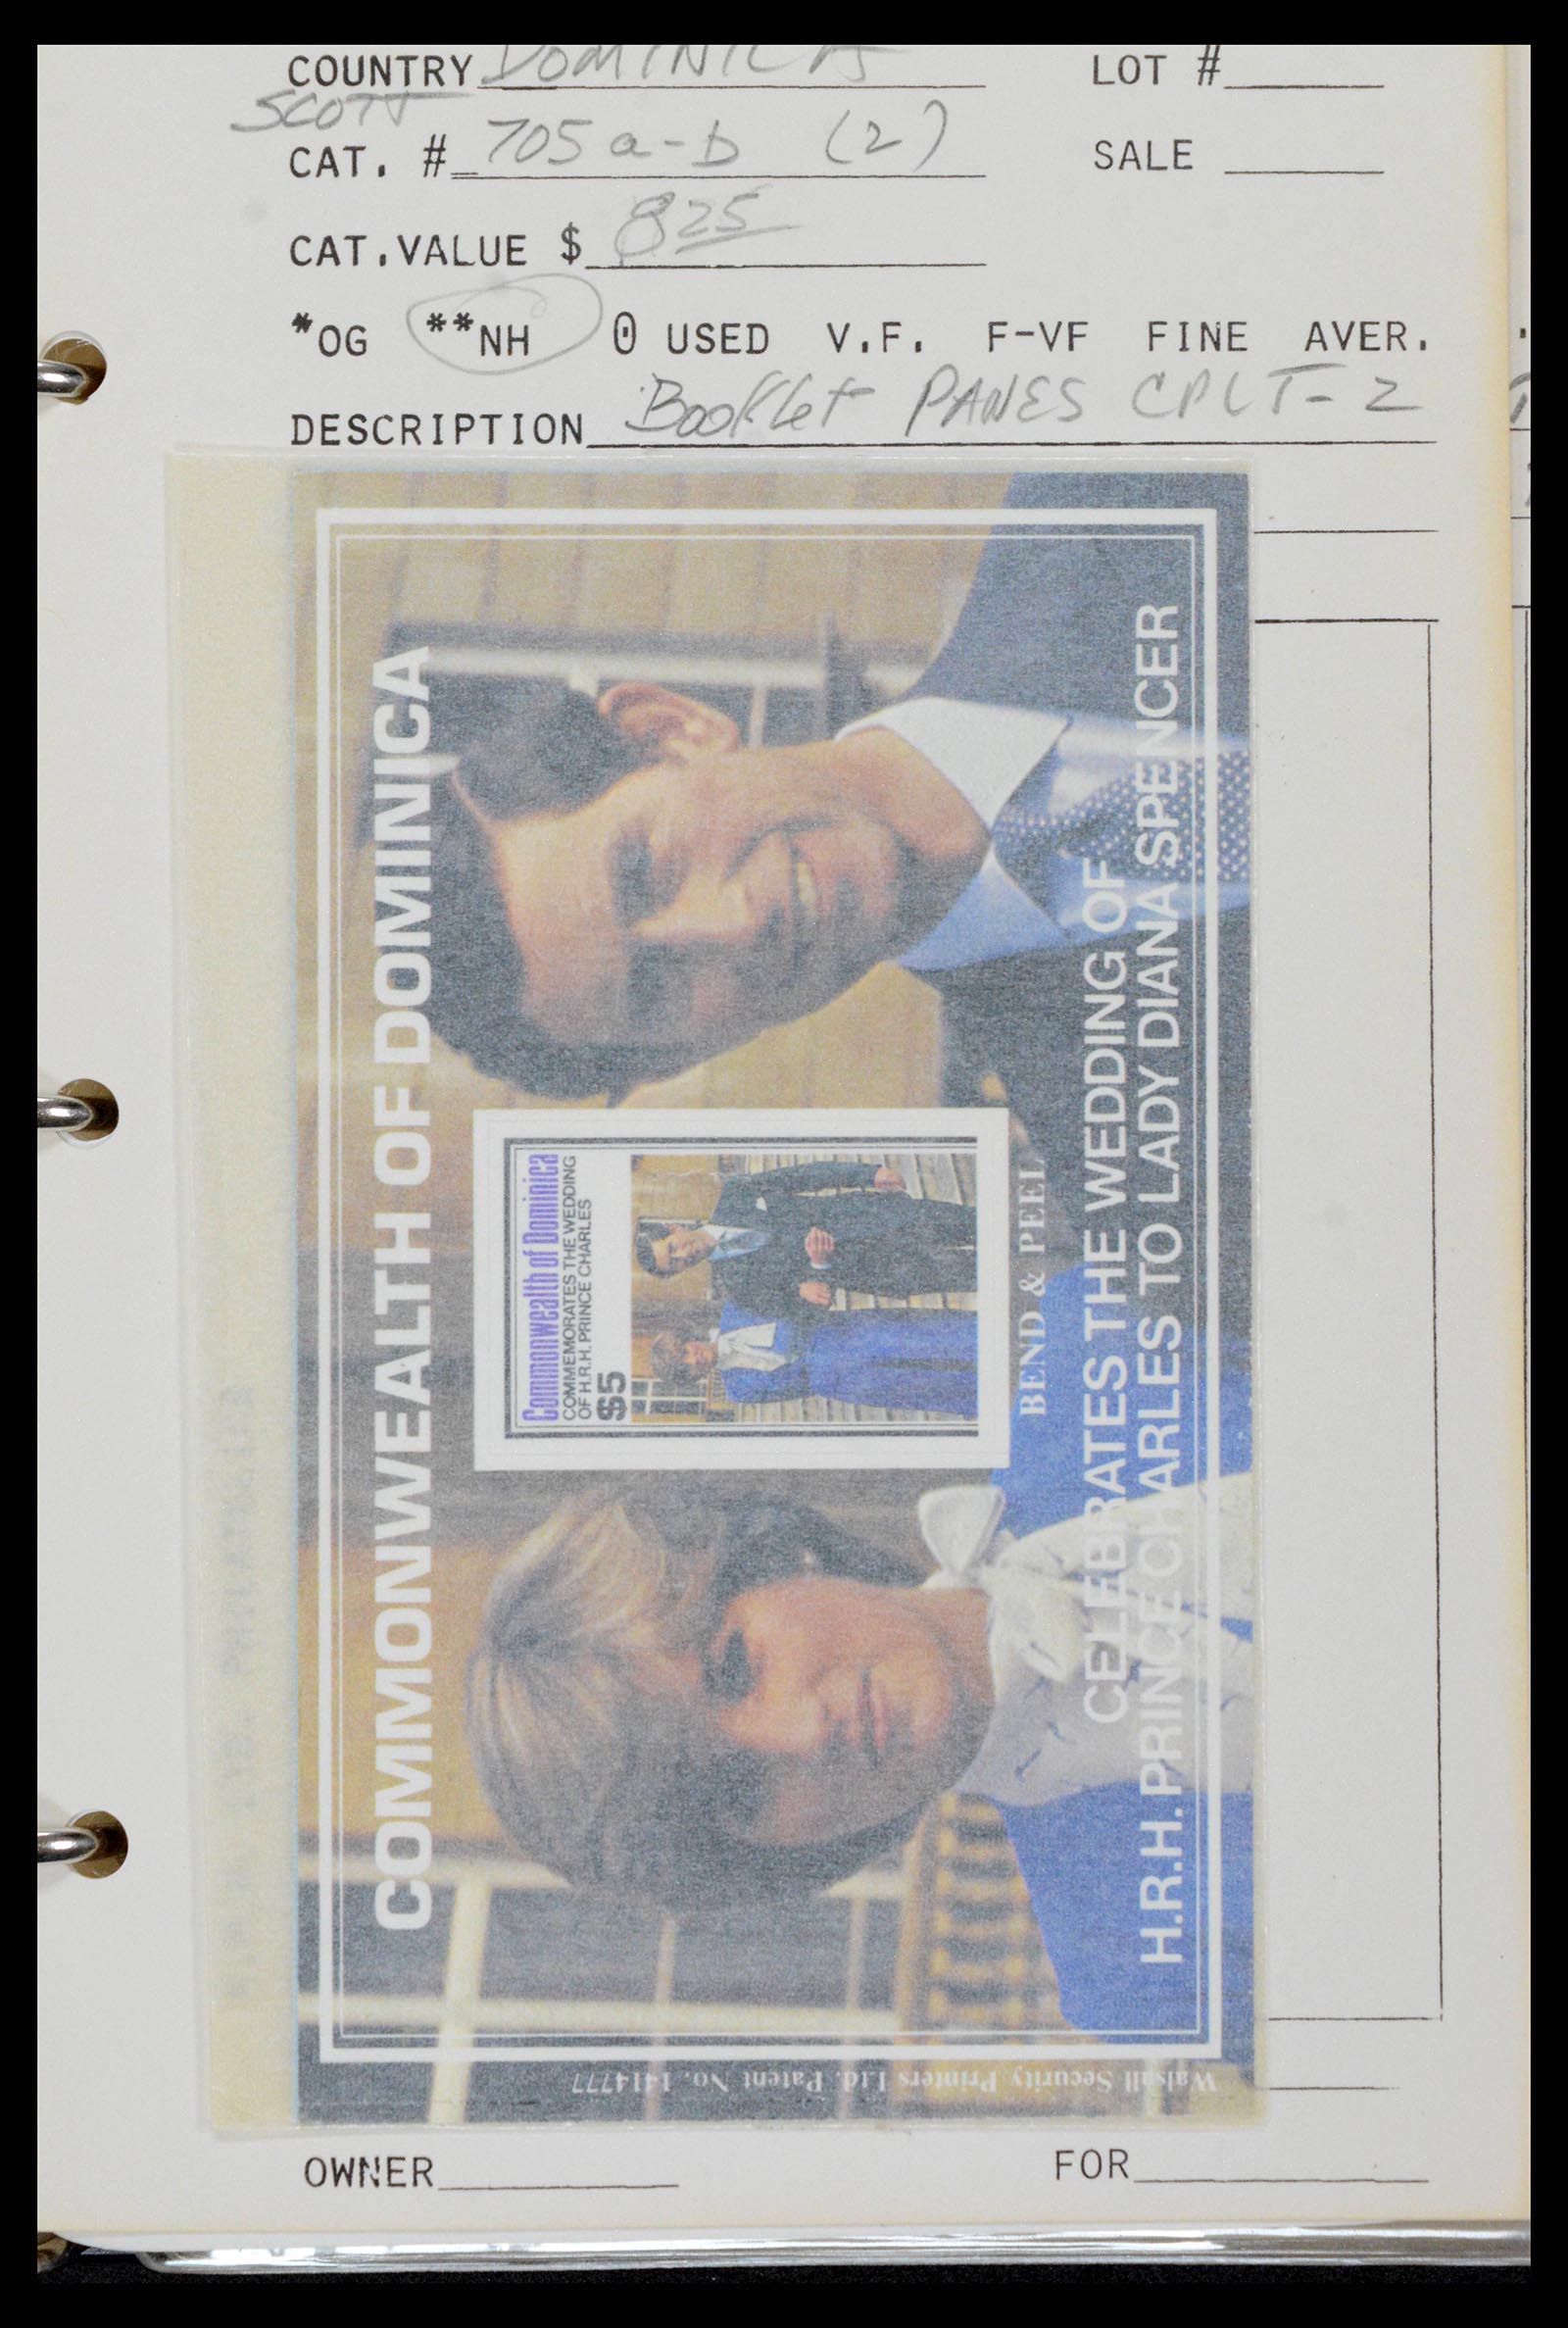 COUNTRY DOMINICA
LOT #
SCOTT
CAT. # 705 a-b (2)
SALE
CAT.VALUE $ 8 25
*OG **NH 0 USED V.F. F-VF FINE AVER.
DESCRIPTION Booklet PANES CPLT-2
COMMONWEALTH OF DOMINICA
Commonwealth of Dominica
COMMEMORATES THE WEDDING
OF H.R.H. PRINCE CHARLES
$5
BEND & PEEL
CELEBRATES THE WEDDING OF
H.R.H. PRINCE CHARLES TO LADY DIANA SPENCER
Walsall Security Printers Ltd. Patent No. 1414777
OWNER
FOR